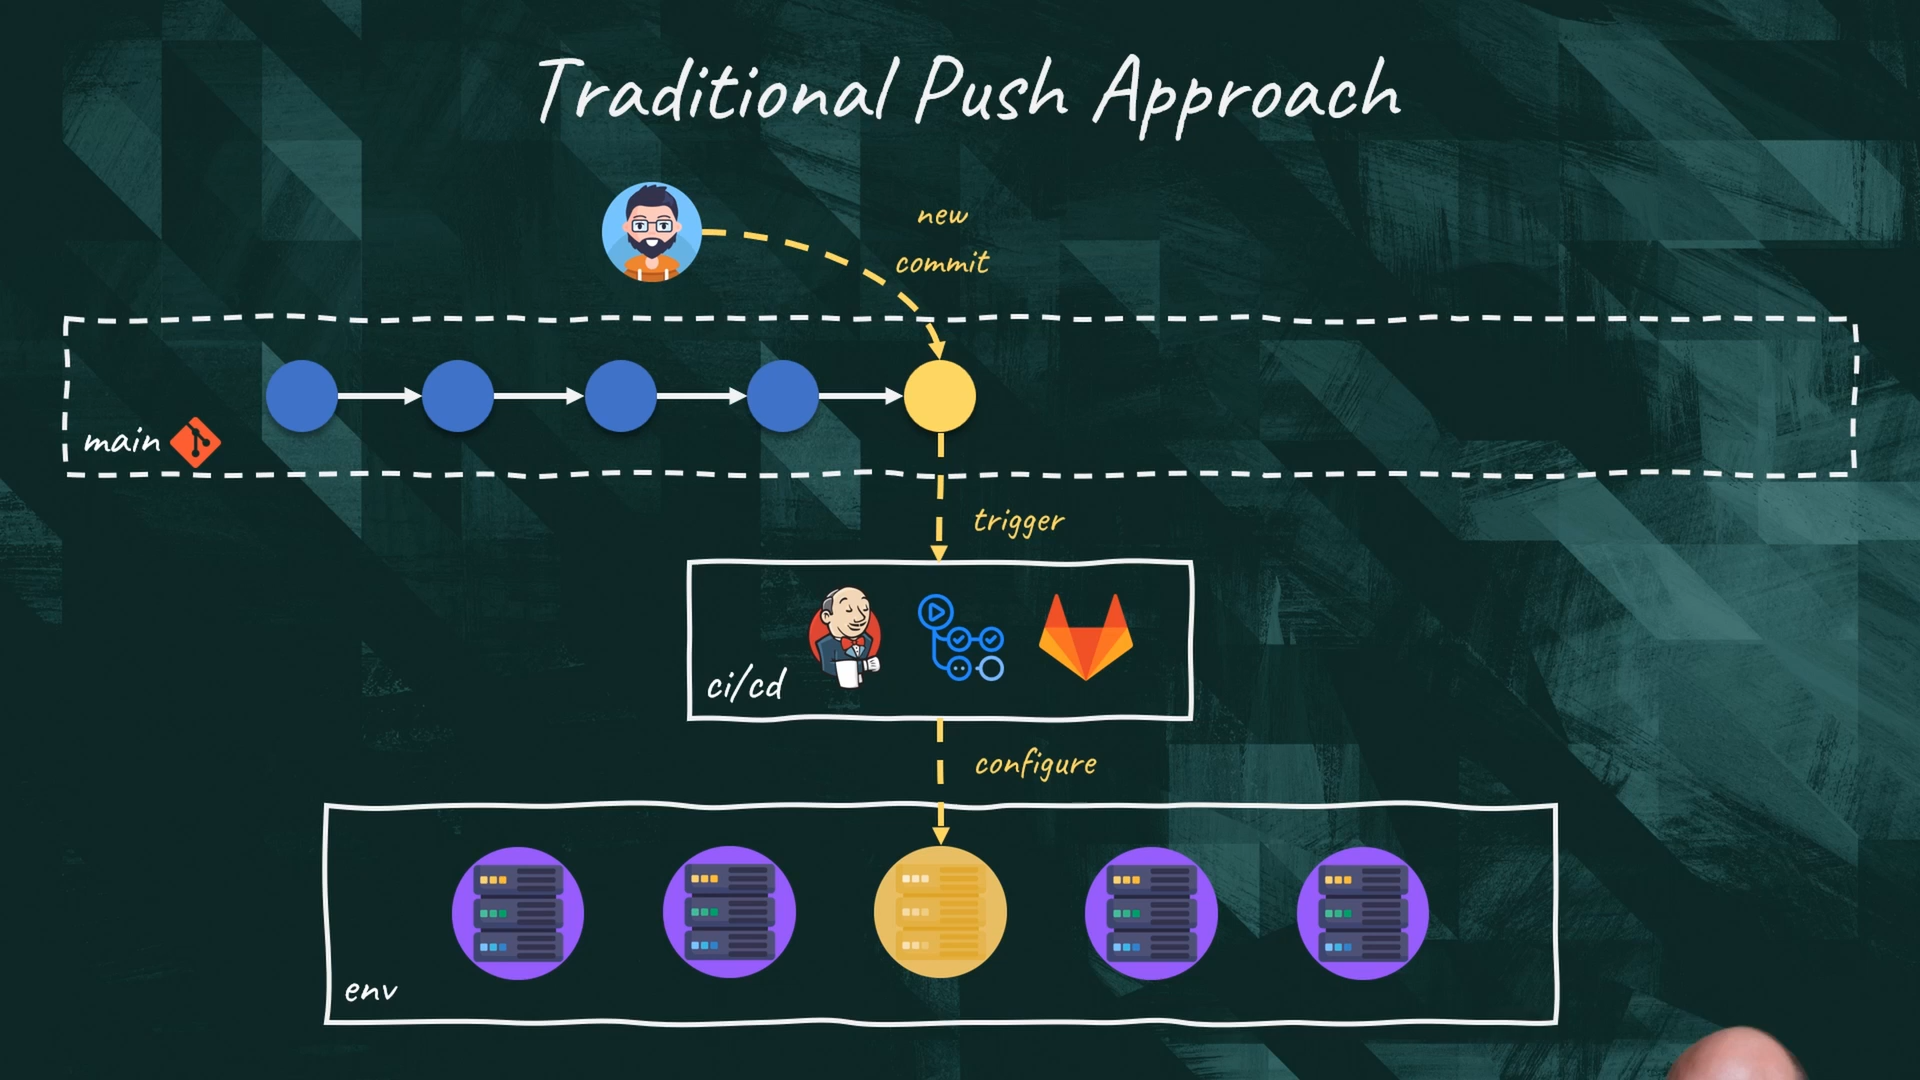 Traditional Push Approach
new
commit
main
trigger
ci/cd
configure
env